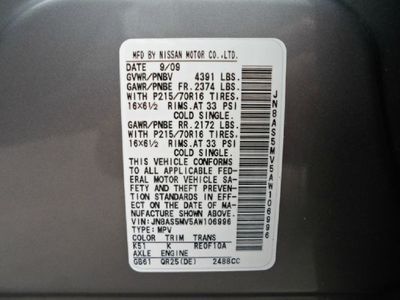 MFD BY NISSAN MOTOR CO.,LTD.
DATE 9/09
GVWR/PNBV 4391 LBS.
GAWR/PNBE FR. 2374 LBS.
WITH P215/70R16 TIRES.
16X6½ RIMS. AT 33 PSI
COLD SINGLE.
GAWR/PNBE RR. 2172 LBS.
WITH P215/70R16 TIRES.
16X6½ RIMS. AT 33 PSI
COLD SINGLE.
THIS VEHICLE CONFORMS
TO ALL APPLICABLE FED-
ERAL MOTOR VEHICLE SA-
FETY AND THEFT PREVEN-
TION STANDARDS IN EFF-
ECT ON THE DATE OF MA-
NUFACTURE SHOWN ABOVE.
VIN:JN8AS5MV5AW106996
TYPE: MPV
COLOR TRIM TRANS
K51 K RE0F10A
AXLE ENGINE
GB61 QR25(DE) 2488CC
JN8AS5MV5AW106996